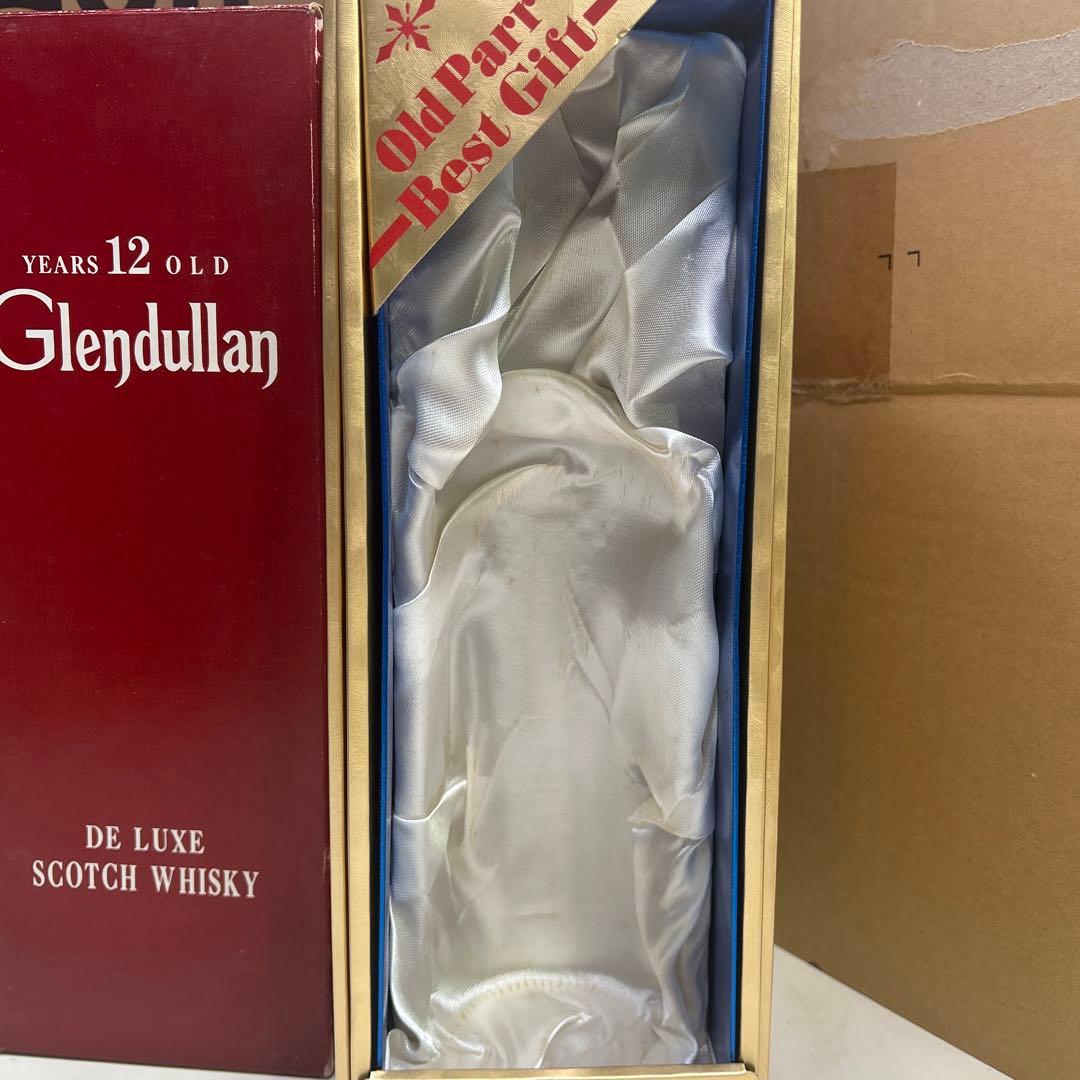 YEARS 12 OLD
Glendullan
DE LUXE
SCOTCH WHISKY
Old Parr
Best Gift